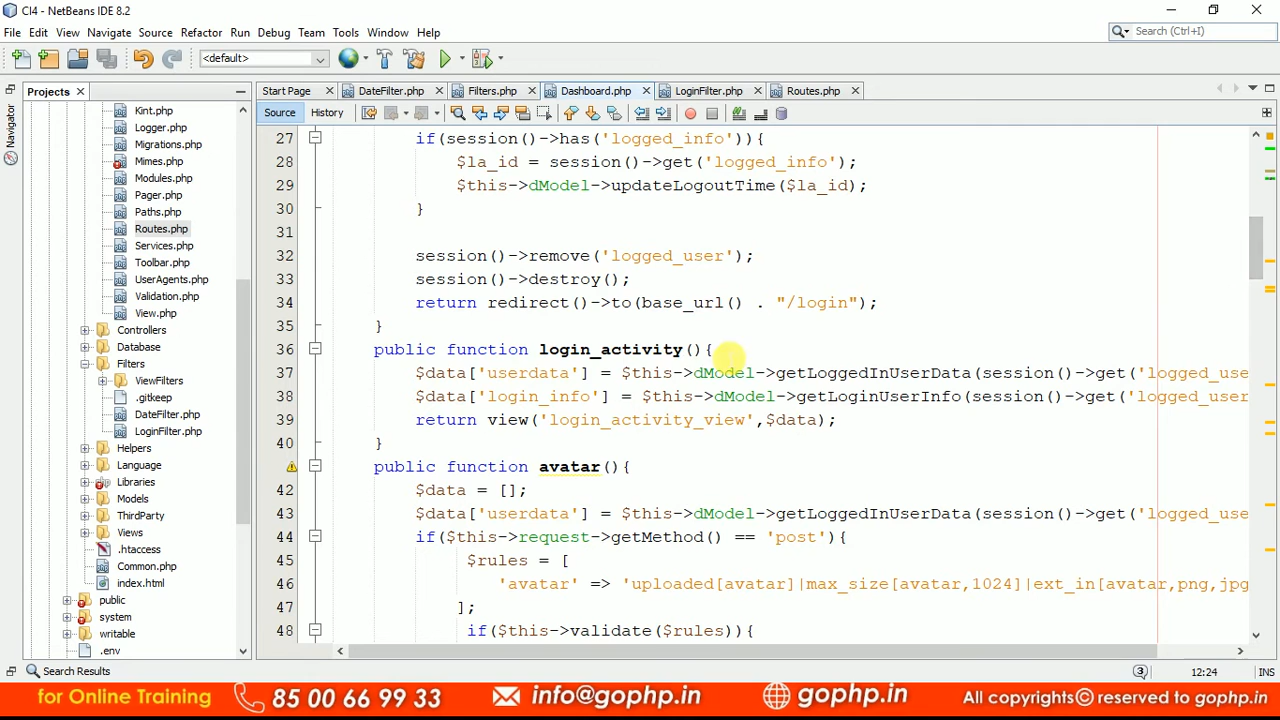 CI4 - NetBeans IDE 8.2
File Edit View Navigate Source Refactor Run Debug Team Tools Window Help
Search (Ctrl+I)
<default>
Projects
Start Page DateFilter.php Filters.php Dashboard.php LoginFilter.php Routes.php
Source History
Navigator
Kint.php
Logger.php
Migrations.php
Mimes.php
Modules.php
Pager.php
Paths.php
Routes.php
Services.php
Toolbar.php
UserAgents.php
Validation.php
View.php
Controllers
Database
Filters
ViewFilters
.gitkeep
DateFilter.php
LoginFilter.php
Helpers
Language
Libraries
Models
ThirdParty
Views
.htaccess
Common.php
index.html
public
system
writable
.env
27 if(session()->has('logged_info')){
28 $la_id = session()->get('logged_info');
29 $this->dModel->updateLogoutTime($la_id);
30 }
31
32 session()->remove('logged_user');
33 session()->destroy();
34 return redirect()->to(base_url() . "/login");
35 }
36 public function login_activity(){
37 $data['userdata'] = $this->dModel->getLoggedInUserData(session()->get('logged_use
38 $data['login_info'] = $this->dModel->getLoginUserInfo(session()->get('logged_user
39 return view('login_activity_view',$data);
40 }
public function avatar(){
42 $data = [];
43 $data['userdata'] = $this->dModel->getLoggedInUserData(session()->get('logged_use
44 if($this->request->getMethod() == 'post'){
45 $rules = [
46 'avatar' => 'uploaded[avatar]|max_size[avatar,1024]|ext_in[avatar,png,jpg
47 ];
48 if($this->validate($rules)){
Search Results
3
12:24
INS
for Online Training 85 00 66 99 33 info@gophp.in gophp.in All copyrights© reserved to gophp.in